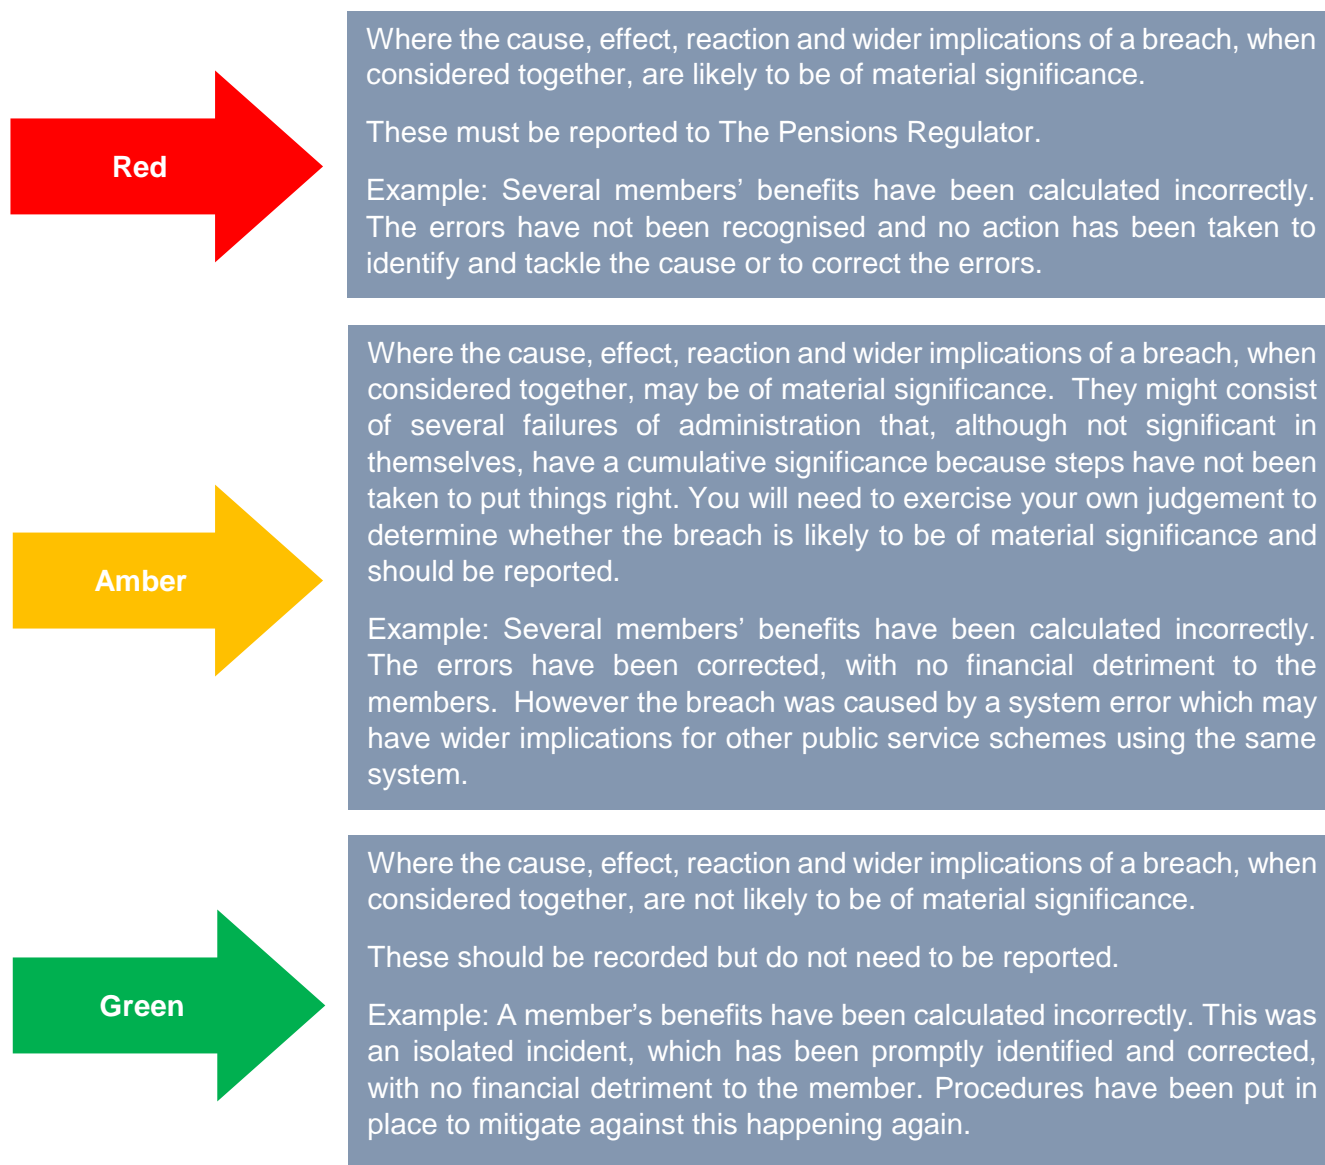 Where the cause, effect, reaction and wider implications of a breach, when
considered together, are likely to be of material significance.
These must be reported to The Pensions Regulator.
Red
Example: Several members’ benefits have been calculated incorrectly.
The errors have not been recognised and no action has been taken to
identify and tackle the cause or to correct the errors.
Where the cause, effect, reaction and wider implications of a breach, when
considered together, may be of material significance.  They might consist
of several failures of administration that, although not significant in
themselves, have a cumulative significance because steps have not been
taken to put things right. You will need to exercise your own judgement to
determine whether the breach is likely to be of material significance and
should be reported.
Amber
Example: Several members’ benefits have been calculated incorrectly.
The errors have been corrected, with no financial detriment to the
members.  However the breach was caused by a system error which may
have wider implications for other public service schemes using the same
system.
Where the cause, effect, reaction and wider implications of a breach, when
considered together, are not likely to be of material significance.
These should be recorded but do not need to be reported.
Green
Example: A member’s benefits have been calculated incorrectly. This was
an isolated incident, which has been promptly identified and corrected,
with no financial detriment to the member. Procedures have been put in
place to mitigate against this happening again.